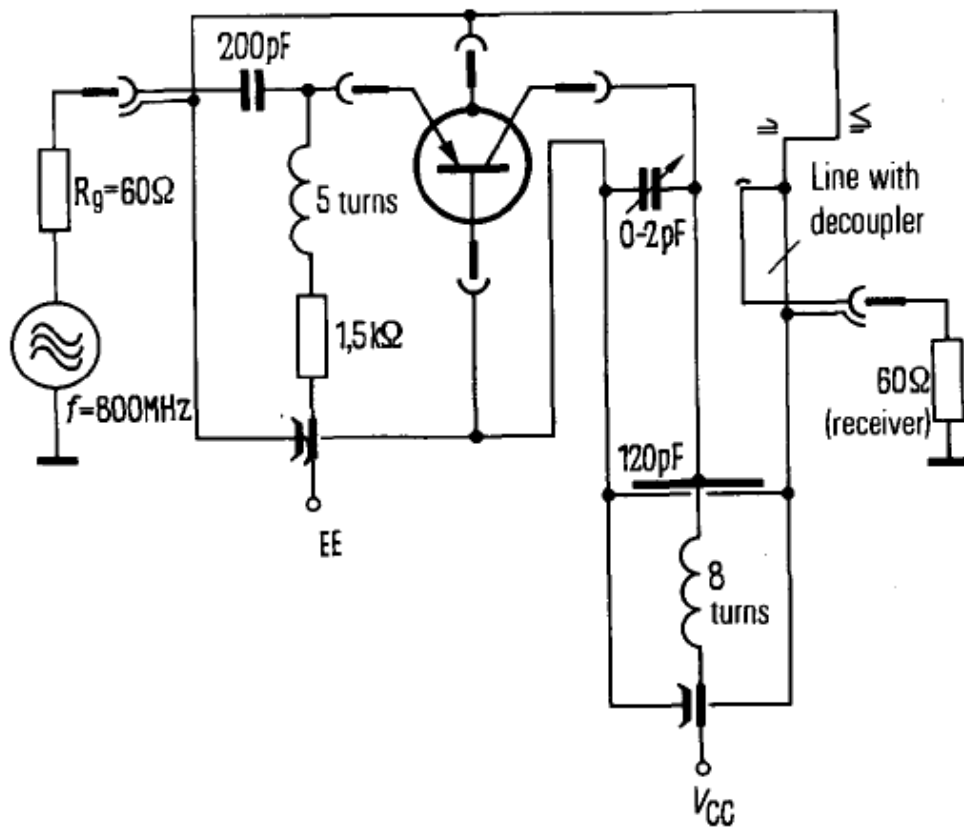 200pF
Rg=60Ω
5 turns
1,5kΩ
f=800MHz
EE
0-2pF
Line with
decoupler
60Ω
(receiver)
120pF
8
turns
VCC